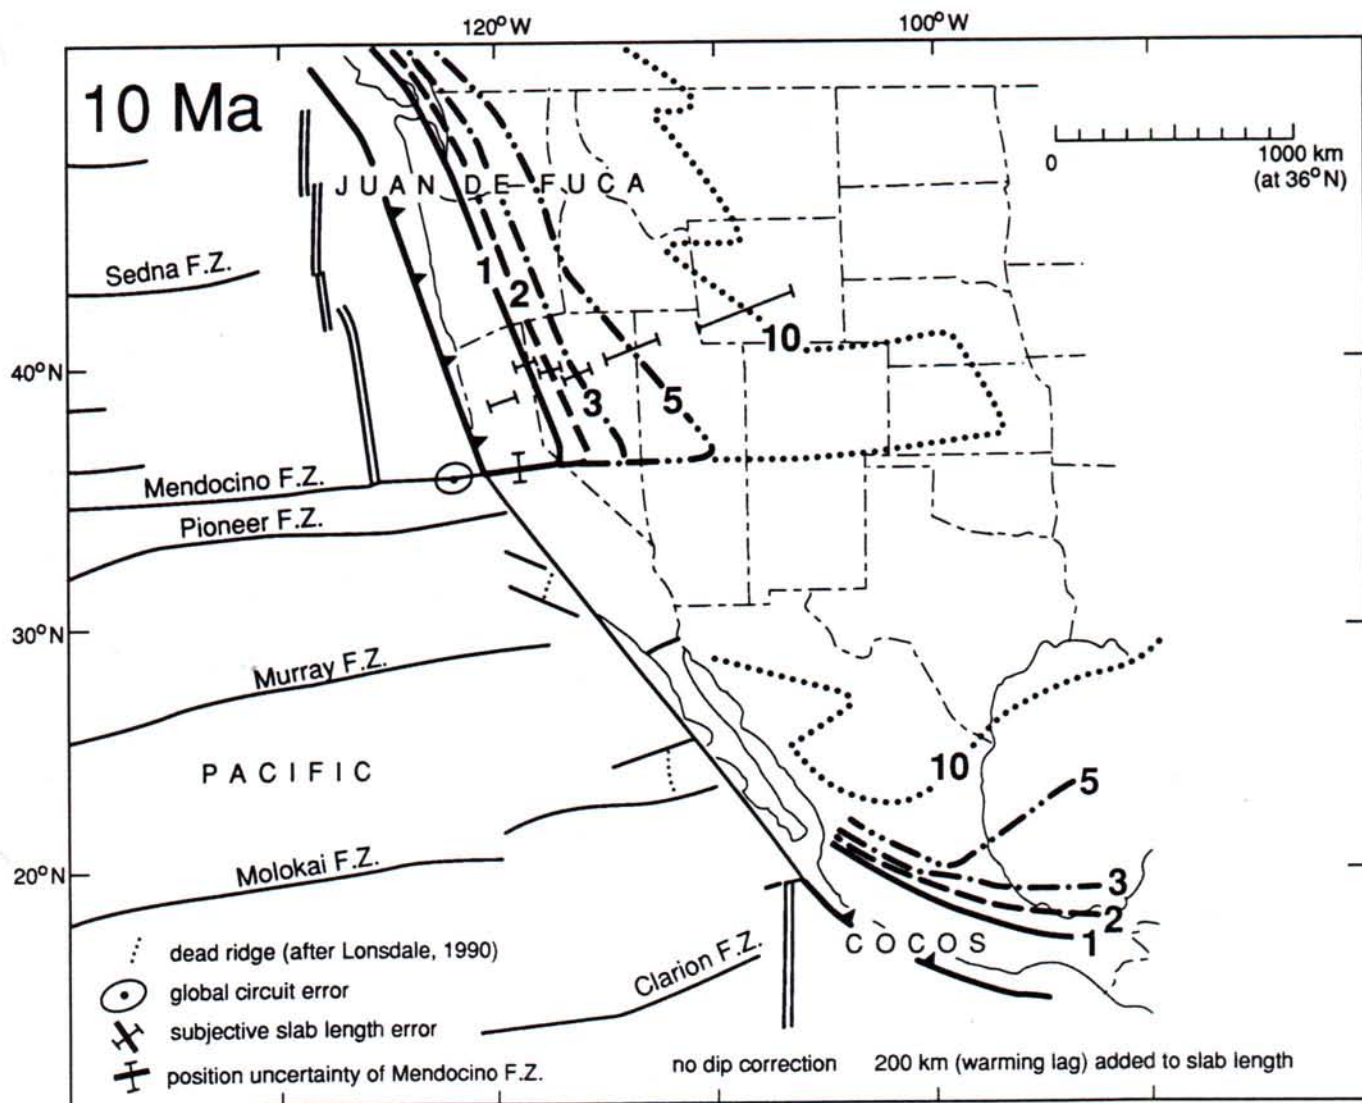 120°W
100°W
10 Ma
0
1000 km
(at 36°N)
JUAN DE FUCA
Sedna F.Z.
1
2
10
40°N
3
5
Mendocino F.Z.
Pioneer F.Z.
30°N
Murray F.Z.
PACIFIC
10
5
20°N
Molokai F.Z.
3
2
1
COCOS
Clarion F.Z.
dead ridge (after Lonsdale, 1990)
global circuit error
subjective slab length error
position uncertainty of Mendocino F.Z.
no dip correction
200 km (warming lag) added to slab length